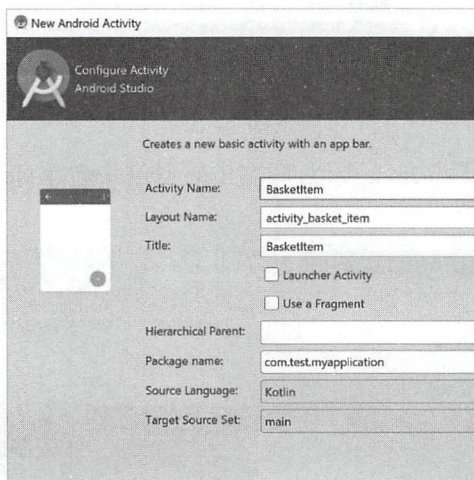 New Android Activity
Configure Activity
Android Studio
Creates a new basic activity with an app bar.
Activity Name: BasketItem
Layout Name: activity_basket_item
Title: BasketItem
Launcher Activity
Use a Fragment
Hierarchical Parent:
Package name: com.test.myapplication
Source Language: Kotlin
Target Source Set: main